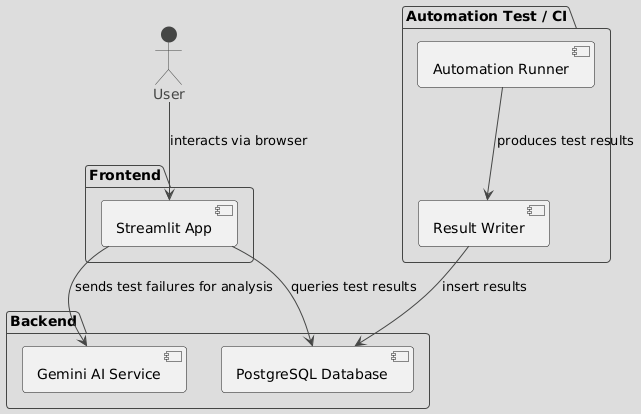 Automation Test / CI
Automation Runner
User
interacts via browser
produces test results
Frontend
Streamlit App
Result Writer
sends test failures for analysis
queries test results
insert results
Backend
Gemini AI Service
PostgreSQL Database